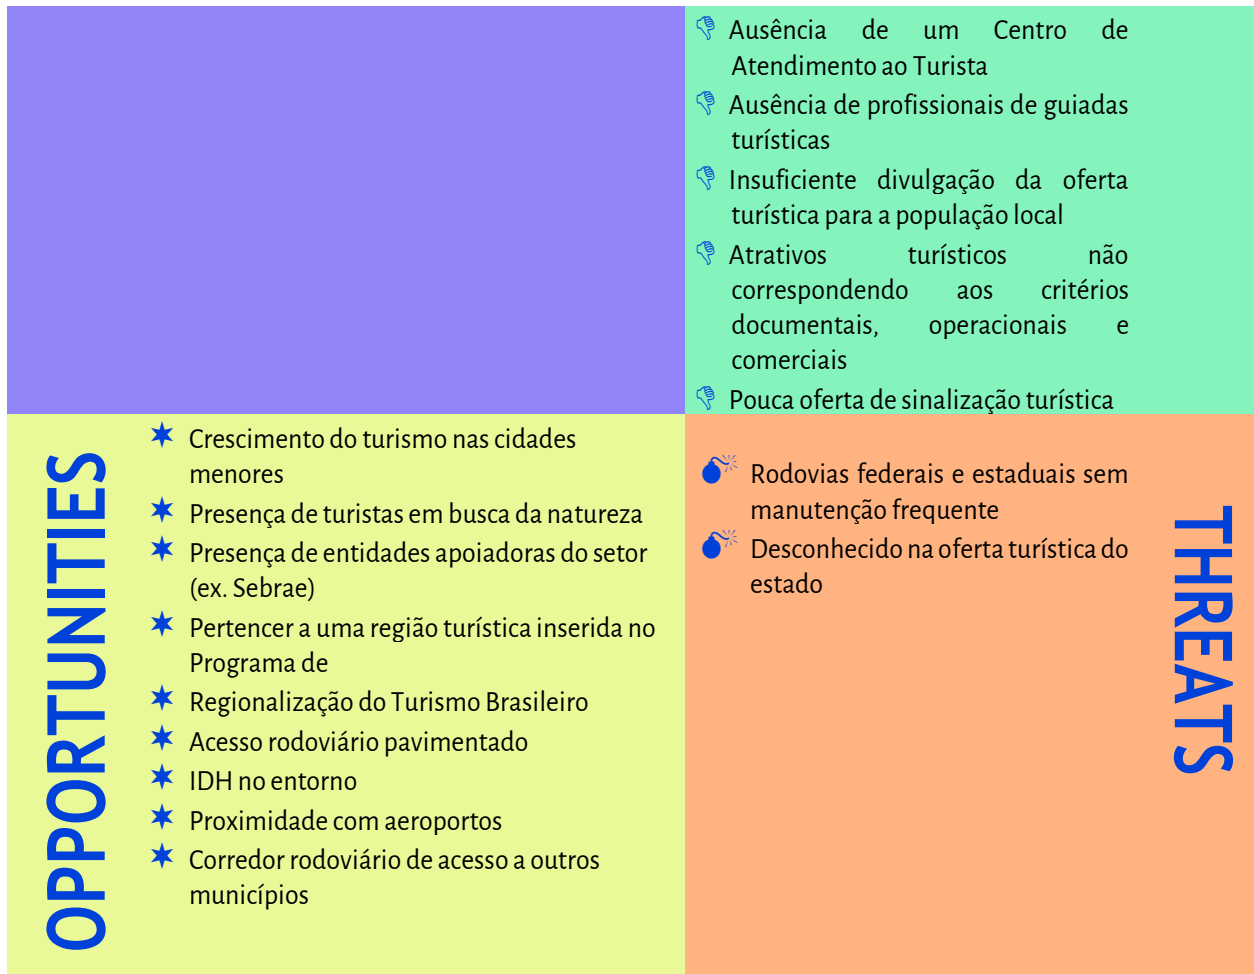 Ausência de um Centro de
Atendimento ao Turista
Ausência de profissionais de guiadas
turísticas
Insuficiente divulgação da oferta
turística para a população local
Atrativos turísticos não
correspondendo aos critérios
documentais, operacionais e
comerciais
Pouca oferta de sinalização turística
OPPORTUNITIES
Crescimento do turismo nas cidades
menores
Presença de turistas em busca da natureza
Presença de entidades apoiadoras do setor
(ex. Sebrae)
Pertencer a uma região turística inserida no
Programa de
Regionalização do Turismo Brasileiro
Acesso rodoviário pavimentado
IDH no entorno
Proximidade com aeroportos
Corredor rodoviário de acesso a outros
municípios
Rodovias federais e estaduais sem
manutenção frequente
Desconhecido na oferta turística do
estado
THREATS